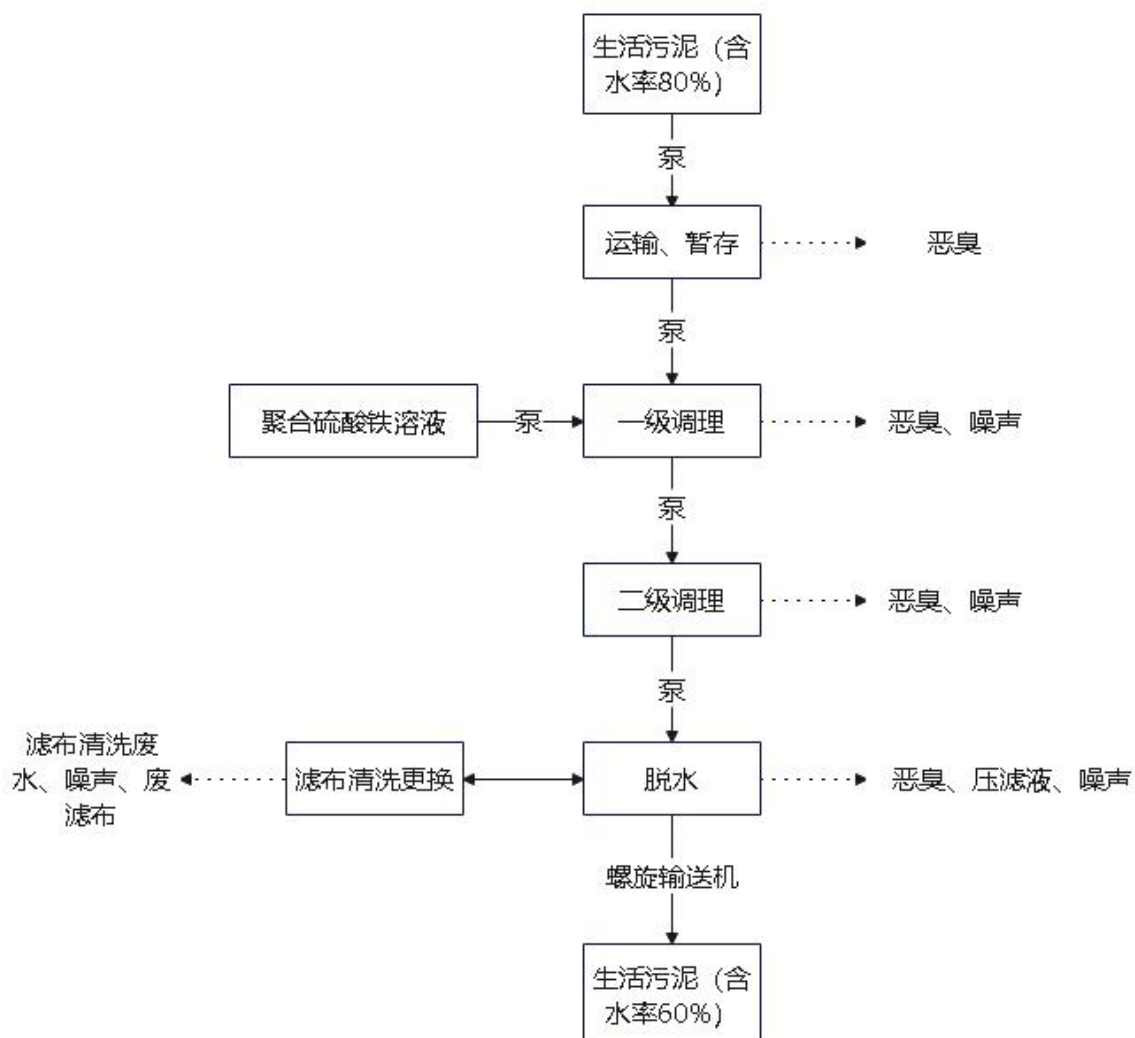 生活污泥（含
水率80%）
泵
运输、暂存
恶臭
泵
聚合硫酸铁溶液
泵
一级调理
恶臭、噪声
泵
二级调理
恶臭、噪声
泵
滤布清洗废
水、噪声、废
滤布
滤布清洗更换
脱水
恶臭、压滤液、噪声
螺旋输送机
生活污泥（含
水率60%）